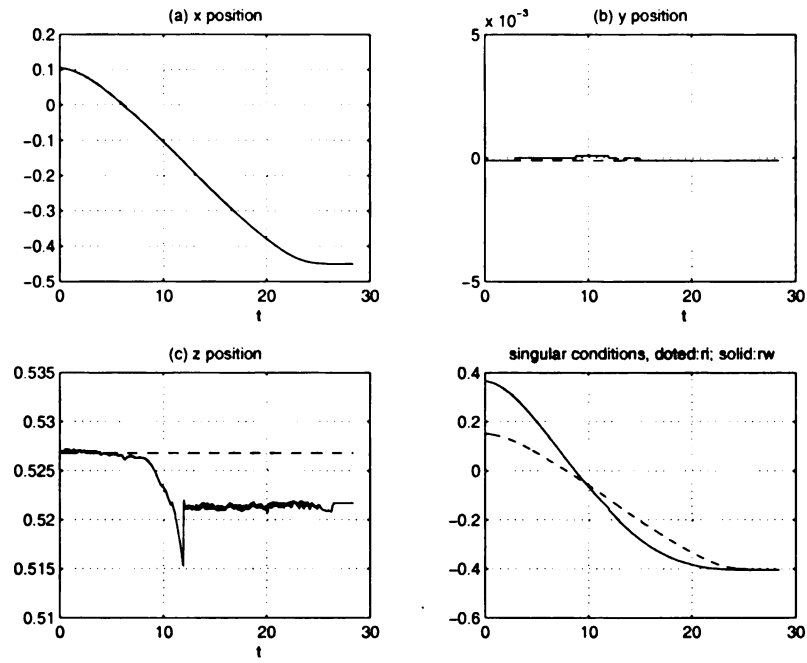 (a) x position
0.2
0.1
0
−0.1
−0.2
−0.3
−0.4
−0.5
0 10 20 30
t
(b) y position
x 10⁻³
5
0
−5
0 10 20 30
t
(c) z position
0.535
0.53
0.525
0.52
0.515
0.51
0 10 20 30
t
singular conditions, doted:rl; solid:rw
0.4
0.2
0
−0.2
−0.4
−0.6
0 10 20 30